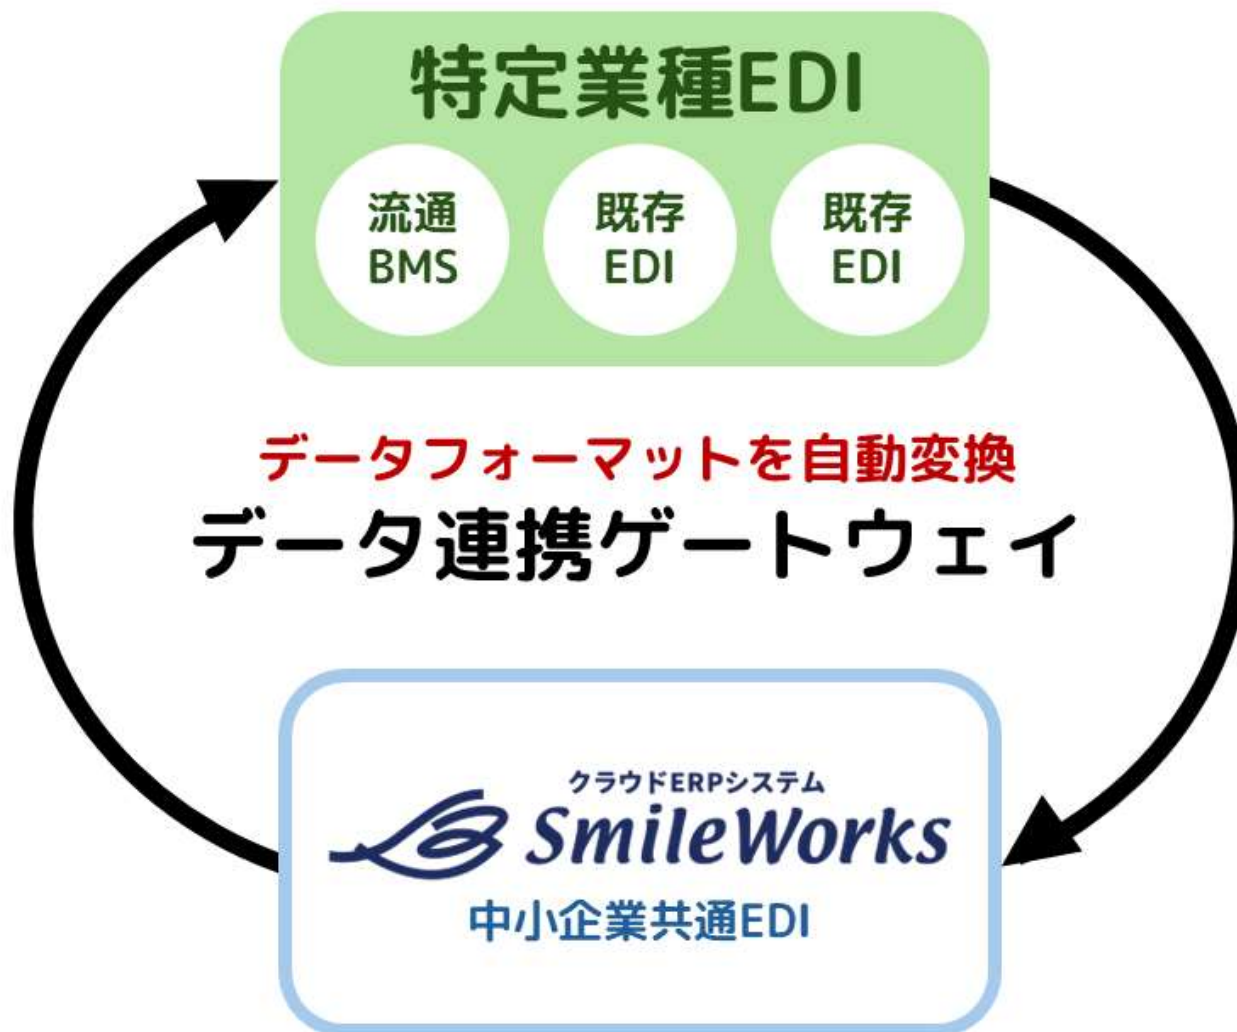 特定業種EDI
流通
BMS
既存
EDI
既存
EDI
データフォーマットを自動変換
データ連携ゲートウェイ
クラウドERPシステム
SmileWorks
中小企業共通EDI